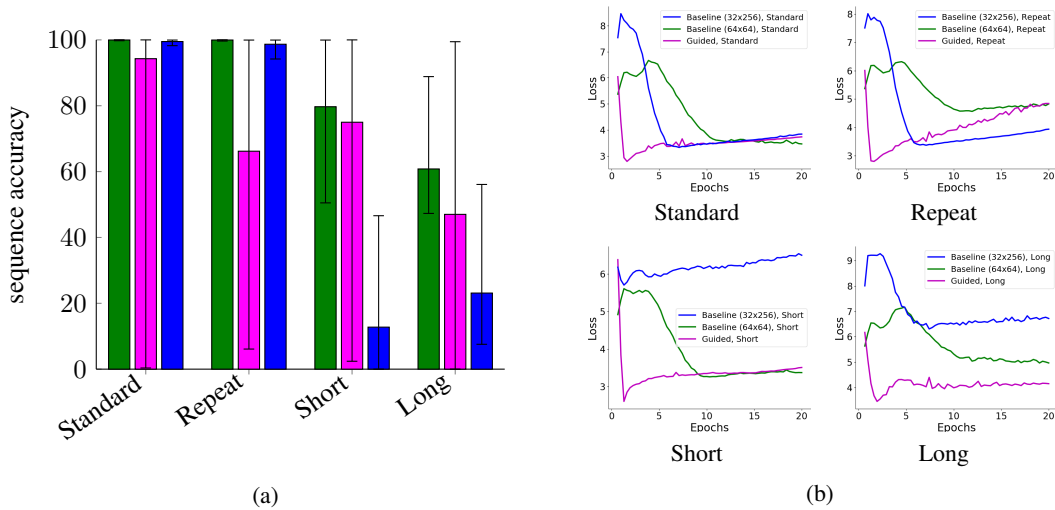 100
80
60
40
20
0
sequence accuracy
Standard
Repeat
Short
Long
(a)
Baseline (32x256), Standard
Baseline (64x64), Standard
Guided, Standard
8
7
6
5
4
3
Loss
0 5 10 15 20
Epochs
Standard
Baseline (32x256), Repeat
Baseline (64x64), Repeat
Guided, Repeat
8
7
6
5
4
3
Loss
0 5 10 15 20
Epochs
Repeat
Baseline (32x256), Short
Baseline (64x64), Short
Guided, Short
6
5
4
3
Loss
0 5 10 15 20
Epochs
Short
Baseline (32x256), Long
Baseline (64x64), Long
Guided, Long
9
8
7
6
5
4
Loss
0 5 10 15 20
Epochs
Long
(b)